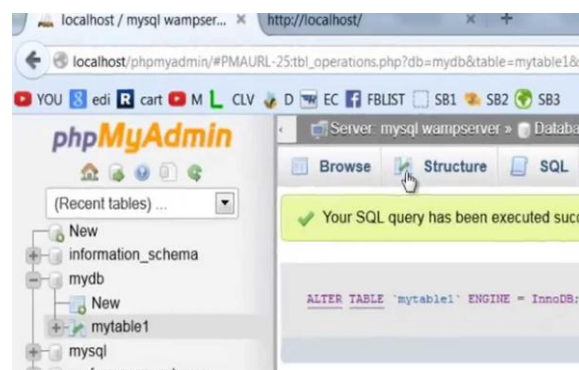 localhost / mysql wampser... ×
http://localhost/ × +
localhost/phpmyadmin/#PMAURL-25:tbl_operations.php?db=mydb&table=mytable1&
YOU edi cart M CLV D EC FBLIST SB1 SB2 SB3
phpMyAdmin
(Recent tables) ...
New
information_schema
mydb
New
mytable1
mysql
Server: mysql wampserver » Databa
Browse Structure SQL
Your SQL query has been executed succ
ALTER TABLE `mytable1` ENGINE = InnoDB;